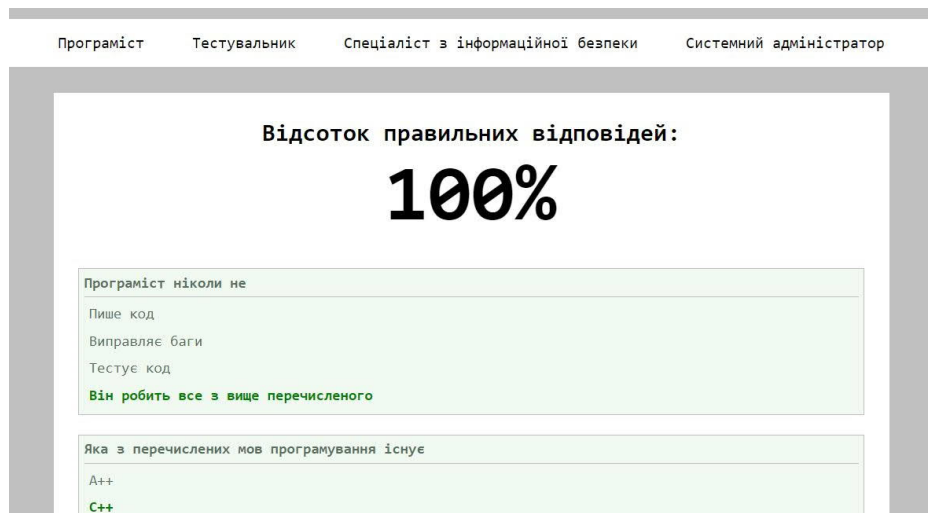 Програміст Тестувальник Спеціаліст з інформаційної безпеки Системний адміністратор
Відсоток правильних відповідей:
100%
Програміст ніколи не
Пише код
Виправляє баги
Тестує код
Він робить все з вище перечисленого
Яка з перечислених мов програмування існує
A++
C++